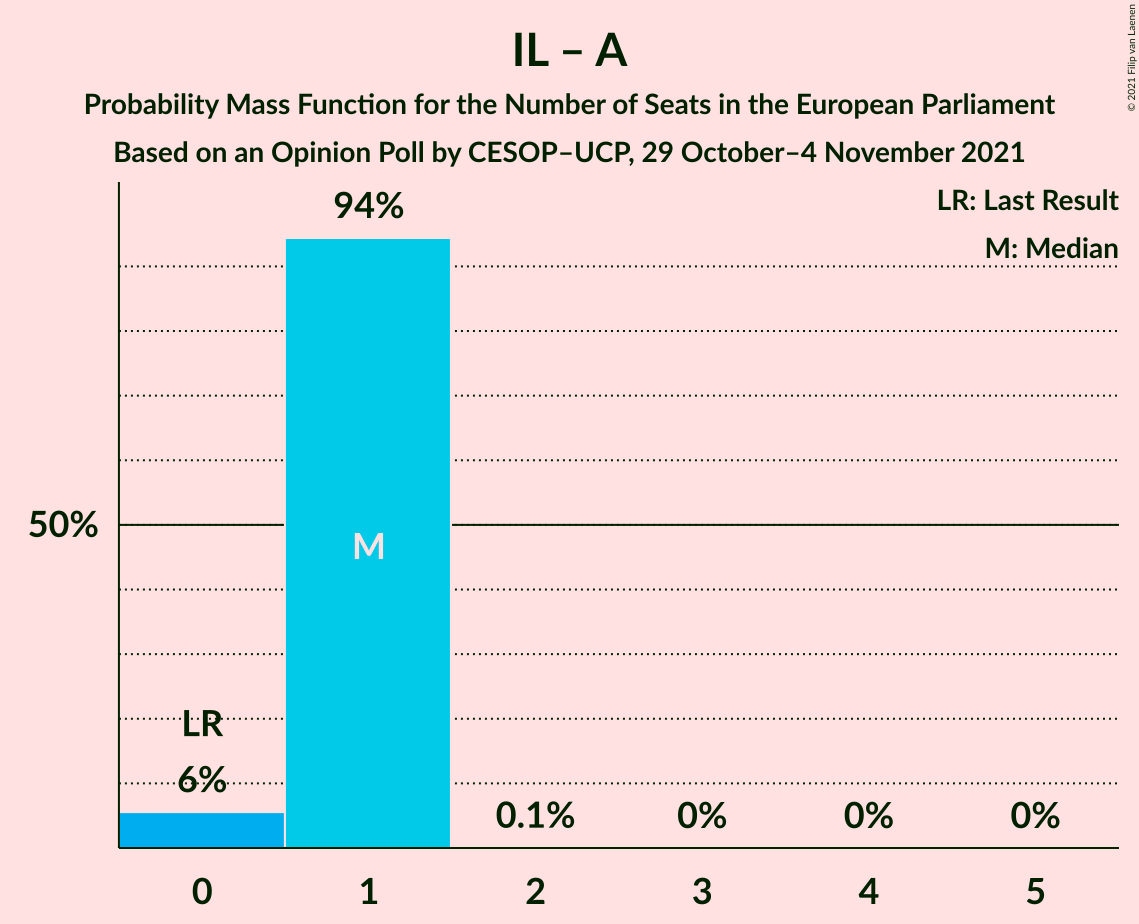 IL – A
Probability Mass Function for the Number of Seats in the European Parliament
Based on an Opinion Poll by CESOP–UCP, 29 October–4 November 2021
© 2021 Filip van Laenen
LR: Last Result
M: Median
94%
50%
M
LR
6%
0.1%
0%
0%
0%
0 1 2 3 4 5